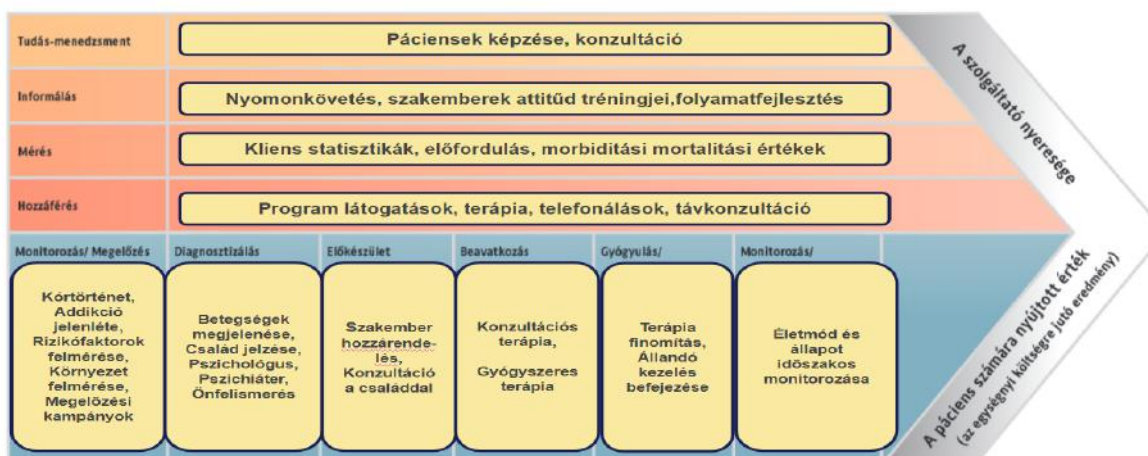 Tudás-menedzsment
Páciensek képzése, konzultáció
Informálás
Nyomonkövetés, szakemberek attitűd tréningjei,folyamatfejlesztés
Mérés
Kliens statisztikák, előfordulás, morbiditási mortalitási értékek
Hozzáférés
Program látogatások, terápia, telefonálások, távkonzultáció
A szolgáltató nyeresége
Monitorozás/ Megelőzés
Kórtörténet,
Addikció
jelenléte,
Rizikófaktorok
felmérése,
Környezet
felmérése,
Megelőzési
kampányok
Diagnosztizálás
Betegségek
megjelenése,
Család jelzése,
Pszichológus,
Pszichiáter,
Önfelismerés
Előkészület
Szakember
hozzárende-
lés,
Konzultáció
a családdal
Beavatkozás
Konzultációs
terápia,
Gyógyszeres
terápia
Gyógyulás/
Terápia
finomítás,
Állandó
kezelés
befejezése
Monitorozás/
Életmód és
állapot
időszakos
monitorozása
A páciens számára nyújtott érték
(az egységnyi költségre jutó eredmény)